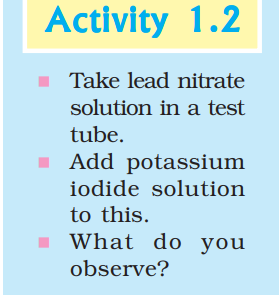 Activity 1.2
Take lead nitrate
solution in a test
tube.
Add potassium
iodide solution
to this.
What do you
observe?